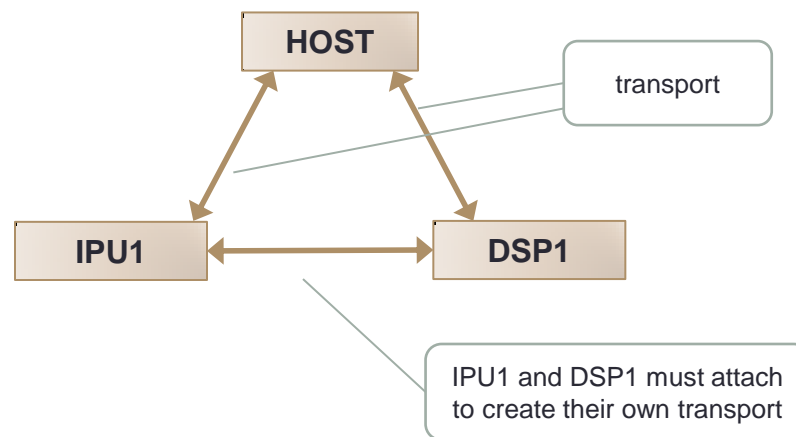 HOST
transport
IPU1
DSP1
IPU1 and DSP1 must attach
to create their own transport